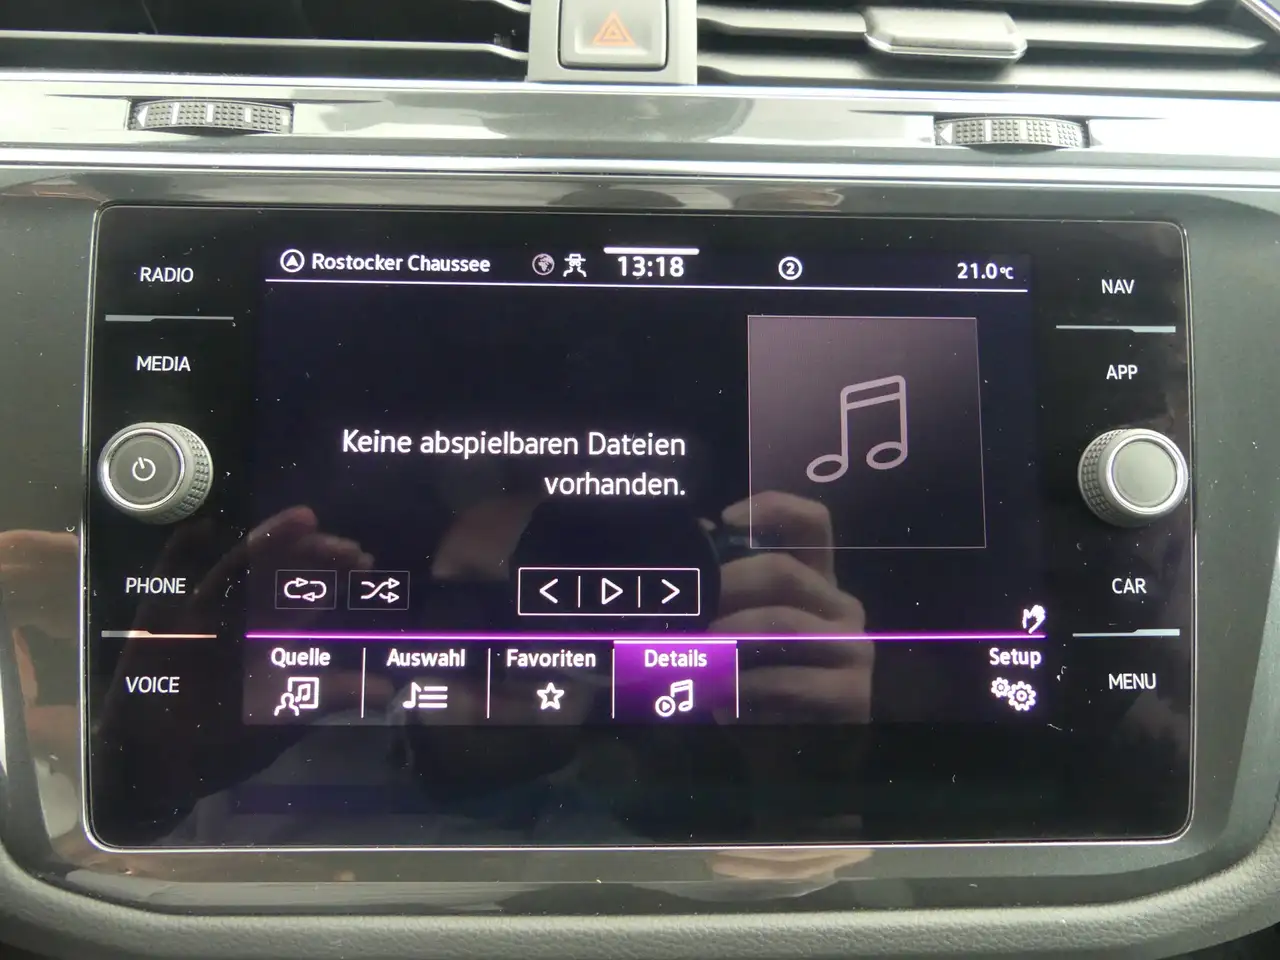 RADIO
MEDIA
PHONE
VOICE
Rostocker Chaussee
13:18
2
21.0°C
Keine abspielbaren Dateien
vorhanden.
Quelle
Auswahl
Favoriten
Details
Setup
NAV
APP
CAR
MENU